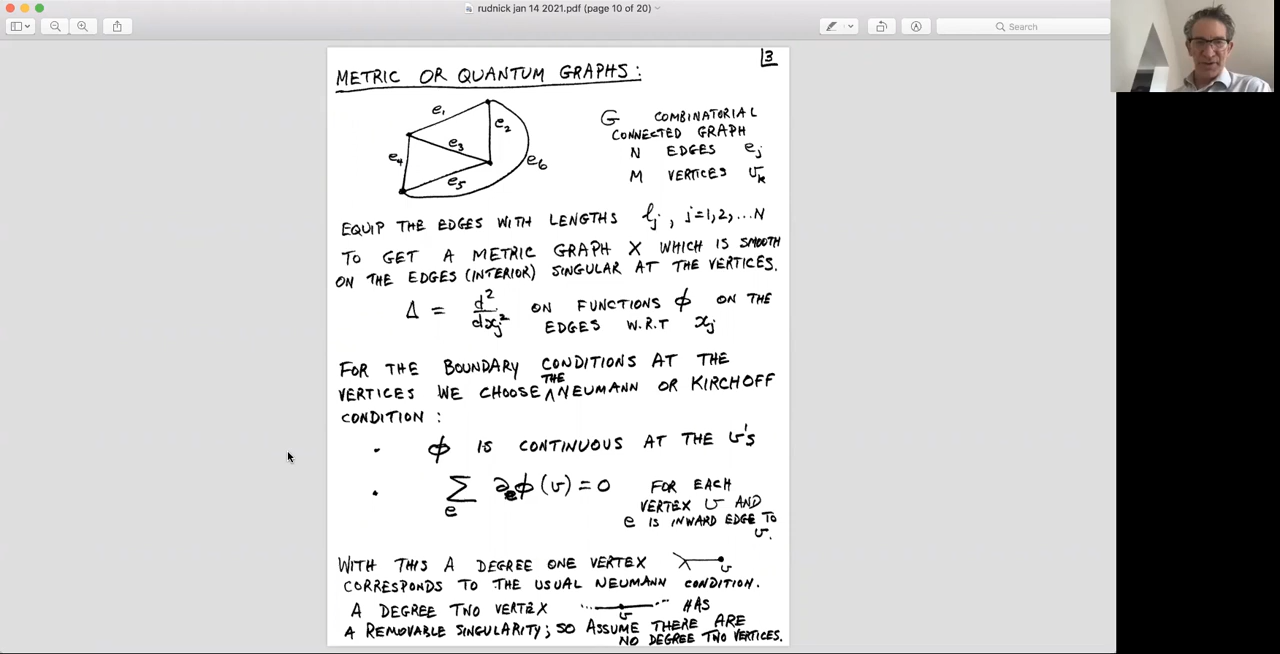 rudnick jan 14 2021.pdf (page 10 of 20)
Search
3
METRIC OR QUANTUM GRAPHS:
e₁
e₂
e₃
e₄
e₅
e₆
G COMBINATORIAL
CONNECTED GRAPH
N EDGES eⱼ
M VERTICES vₖ
EQUIP THE EDGES WITH LENGTHS ℓⱼ, j=1,2,...N
TO GET A METRIC GRAPH X WHICH IS SMOOTH
ON THE EDGES (INTERIOR) SINGULAR AT THE VERTICES.
Δ = d²/dxⱼ² ON FUNCTIONS ϕ ON THE
EDGES W.R.T xⱼ
FOR THE BOUNDARY CONDITIONS AT THE
VERTICES WE CHOOSE THE NEUMANN OR KIRCHOFF
CONDITION:
· ϕ IS CONTINUOUS AT THE v'S
· ∑ₑ ∂ₑϕ(v) = 0 FOR EACH
VERTEX v AND
e IS INWARD EDGE TO
v.
WITH THIS A DEGREE ONE VERTEX v
CORRESPONDS TO THE USUAL NEUMANN CONDITION.
A DEGREE TWO VERTEX v HAS
A REMOVABLE SINGULARITY; SO ASSUME THERE ARE
NO DEGREE TWO VERTICES.